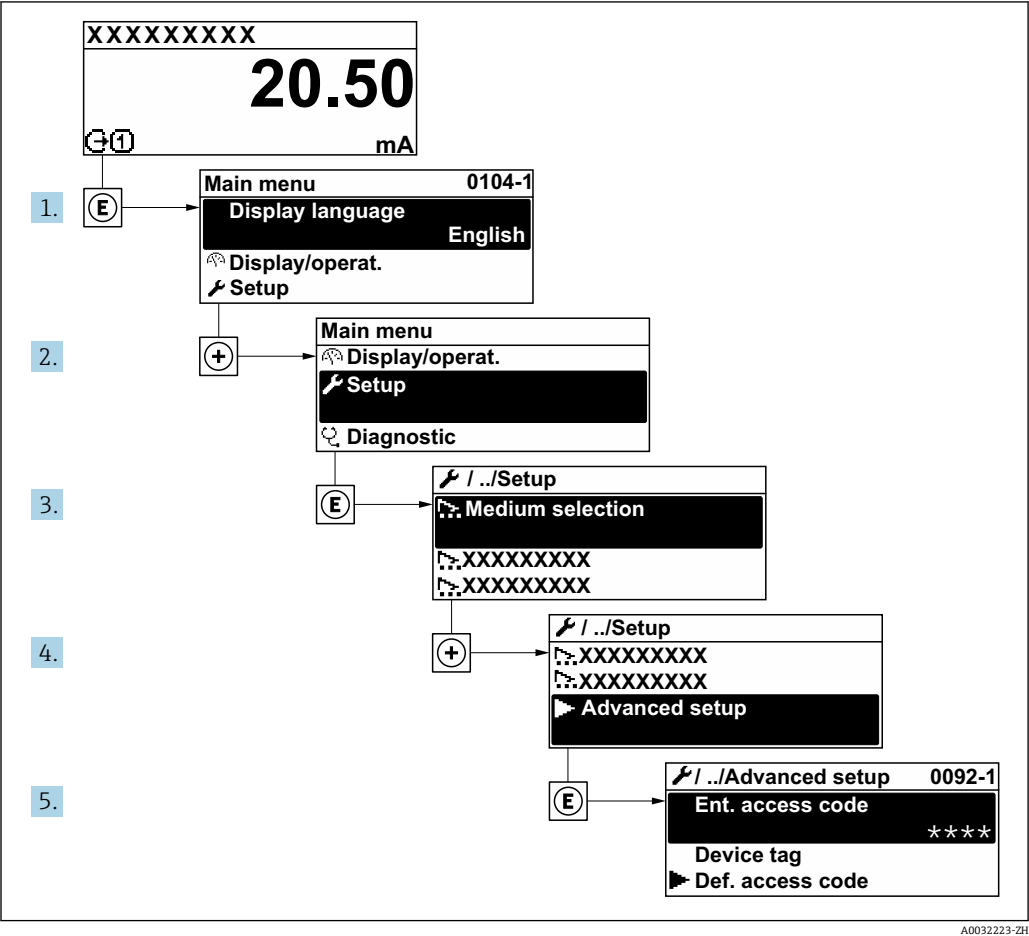 XXXXXXXXX
20.50
1 mA
Main menu 0104-1
1. E
Display language
English
Display/operat.
Setup
Main menu
2. +
Display/operat.
Setup
Diagnostic
/ ../Setup
3. E
Medium selection
XXXXXXXXX
XXXXXXXXX
/ ../Setup
4. +
XXXXXXXXX
XXXXXXXXX
Advanced setup
/ ../Advanced setup 0092-1
5. E
Ent. access code
****
Device tag
Def. access code
A0032223-ZH